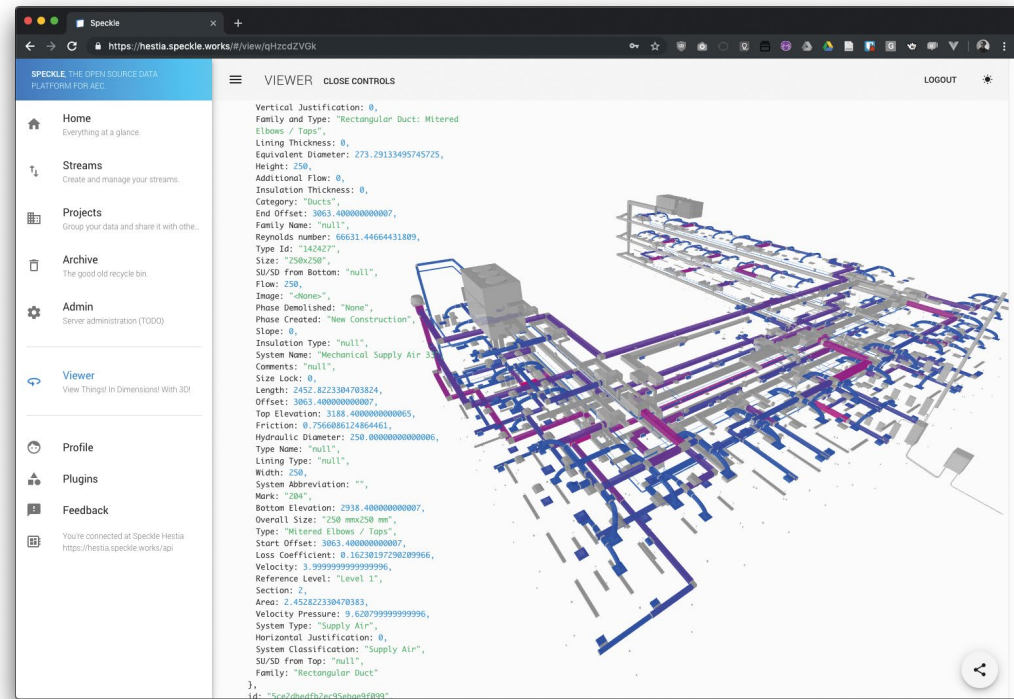 Speckle
https://hestia.speckle.works/#/view/qHzcdZVGk
SPECKLE, THE OPEN SOURCE DATA
PLATFORM FOR AEC.
VIEWER CLOSE CONTROLS
LOGOUT
Home
Everything at a glance.
Streams
Create and manage your streams.
Projects
Group your data and share it with othe..
Archive
The good old recycle bin.
Admin
Server administration (TODO)
Viewer
View Things! In Dimensions! With 3D!
Profile
Plugins
Feedback
You're connected at Speckle Hestia
https://hestia.speckle.works/api
Vertical Justification: 0,
Family and Type: "Rectangular Duct: Mitered
Elbows / Taps",
Lining Thickness: 0,
Equivalent Diameter: 273.29133495745725,
Height: 250,
Additional Flow: 0,
Insulation Thickness: 0,
Category: "Ducts",
End Offset: 3063.400000000007,
Family Name: "null",
Reynolds number: 66631.44664431809,
Type Id: "142427",
Size: "250x250",
SU/SD from Bottom: "null",
Flow: 250,
Image: "<None>",
Phase Demolished: "None",
Phase Created: "New Construction",
Slope: 0,
Insulation Type: "null",
System Name: "Mechanical Supply Air
Comments: "null",
Size Lock: 0,
Length: 2452.8223304703824,
Offset: 3063.400000000007,
Top Elevation: 3188.4000000000065,
Friction: 0.7566086124864461,
Hydraulic Diameter: 250.00000000000006,
Type Name: "null",
Lining Type: "null",
Width: 250,
System Abbreviation: "",
Mark: "204",
Bottom Elevation: 2938.400000000007,
Overall Size: "250 mmx250 mm",
Type: "Mitered Elbows / Taps",
Start Offset: 3063.400000000007,
Loss Coefficient: 0.16230197290209966,
Velocity: 3.9999999999999996,
Reference Level: "Level 1",
Section: 2,
Area: 2.452822330470383,
Velocity Pressure: 9.620799999999996,
System Type: "Supply Air",
Horizontal Justification: 0,
System Classification: "Supply Air",
SU/SD from Top: "null",
Family: "Rectangular Duct"
},
id: